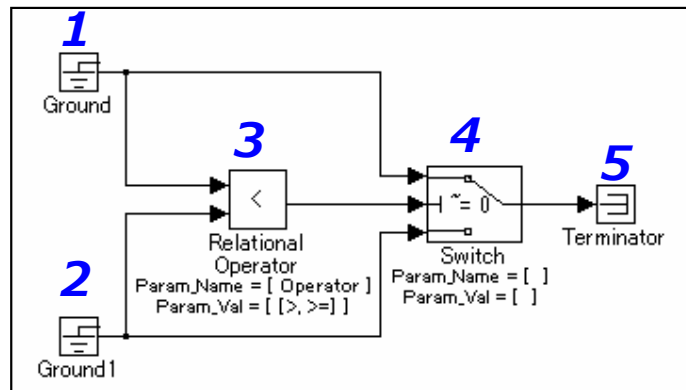 1
Ground
3
<
Relational
Operator
Param_Name = [ Operator ]
Param_Val = [ [>, >=] ]
4
~= 0
Switch
Param_Name = [ ]
Param_Val = [ ]
5
Terminator
2
Ground1